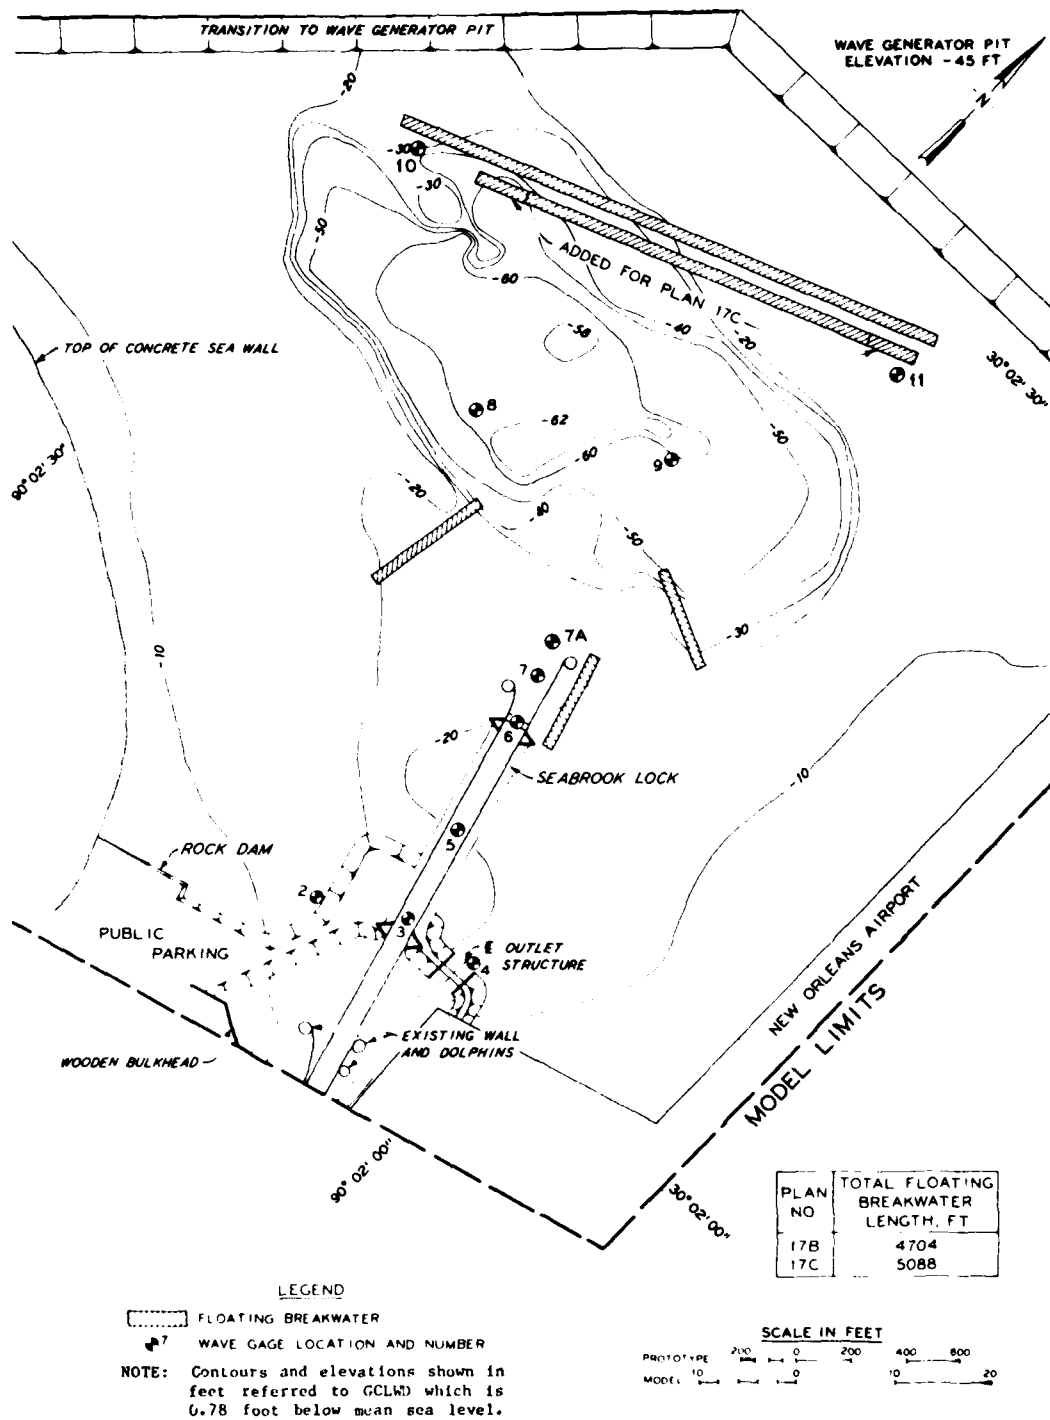 TRANSITION TO WAVE GENERATOR PIT
WAVE GENERATOR PIT
ELEVATION -45 FT
N
-20
-30
10
-30
-50
-60
ADDED FOR PLAN 17C
-58
-40
-20
11
30° 02' 30"
TOP OF CONCRETE SEA WALL
8
-62
-50
90° 02' 30"
-60
9
-20
-50
-30
7A
-10
7
6
-20
SEABROOK LOCK
-10
5
ROCK DAM
2
3
PUBLIC
PARKING
4
OUTLET
STRUCTURE
NEW ORLEANS AIRPORT
MODEL LIMITS
EXISTING WALL
AND DOLPHINS
WOODEN BULKHEAD
90° 02' 00"
30° 02' 00"
PLAN NO
TOTAL FLOATING BREAKWATER LENGTH, FT
17B 4704
17C 5088
LEGEND
FLOATING BREAKWATER
7 WAVE GAGE LOCATION AND NUMBER
NOTE: Contours and elevations shown in
feet referred to GCLWD which is
0.78 foot below mean sea level.
SCALE IN FEET
PROTOTYPE 200 0 200 400 600
MODEL 10 0 10 20